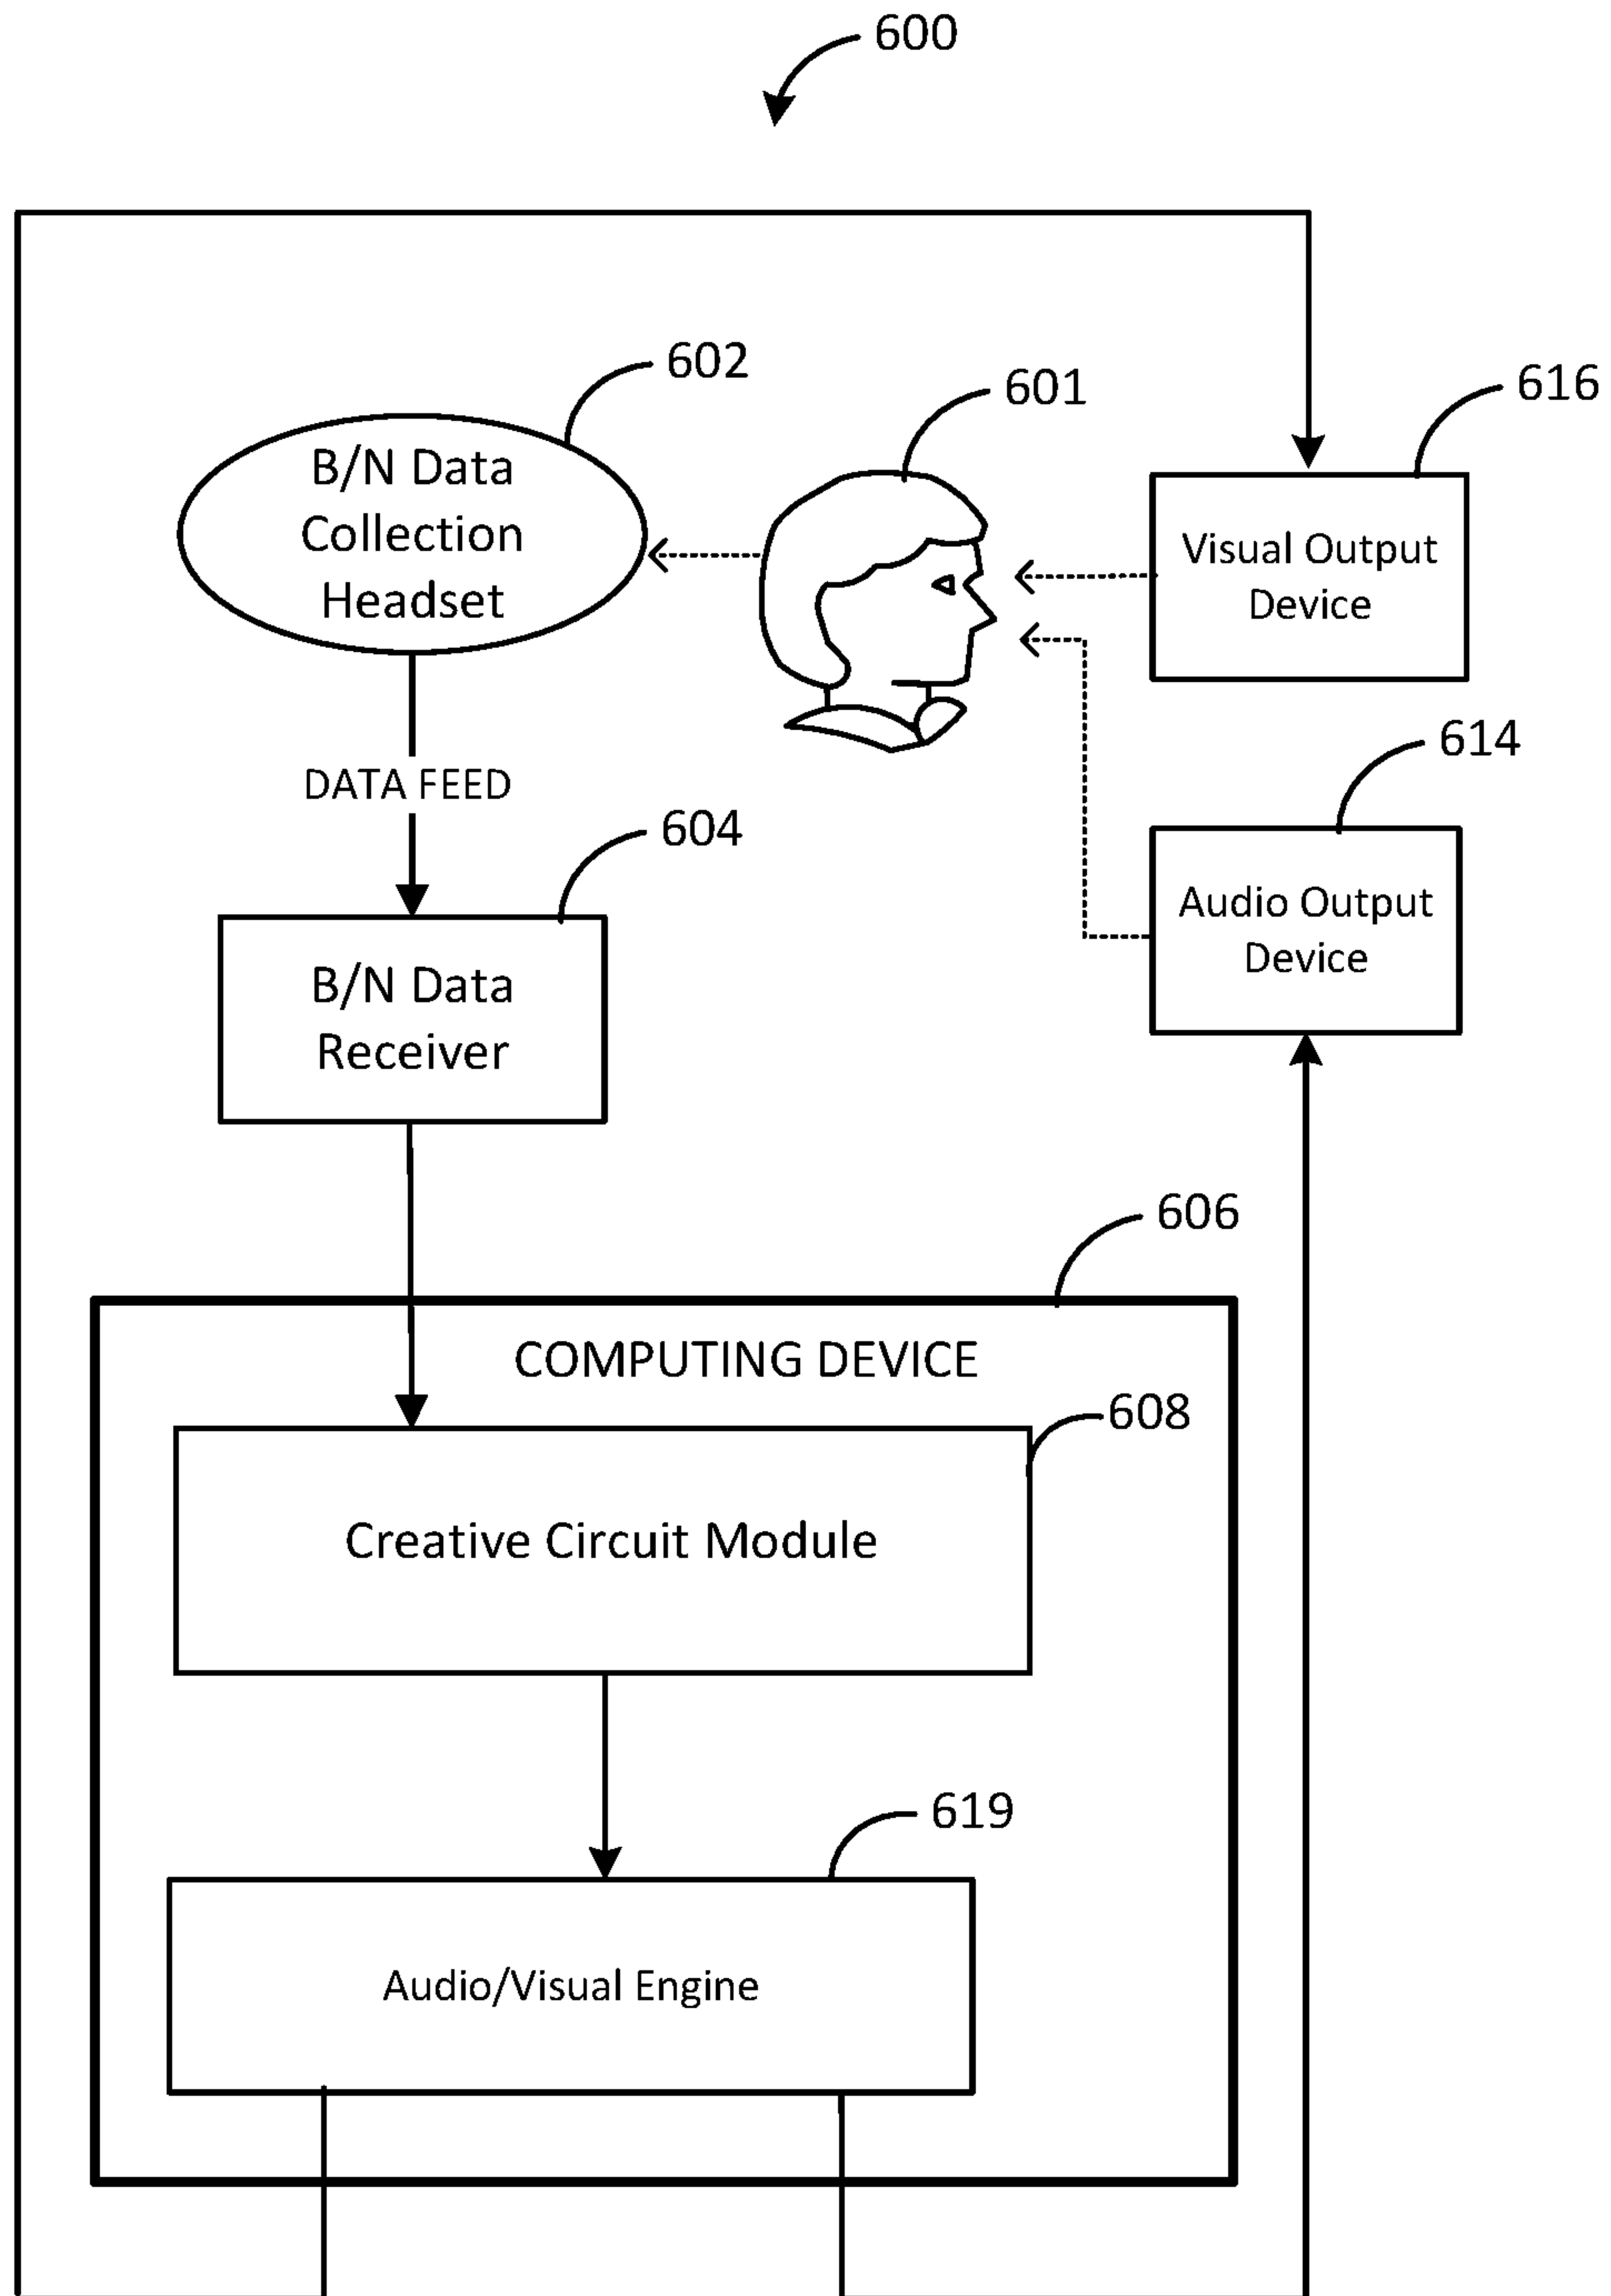 600
602
601
616
B/N Data
Collection
Headset
Visual Output
Device
614
DATA FEED
604
Audio Output
Device
B/N Data
Receiver
606
COMPUTING DEVICE
608
Creative Circuit Module
619
Audio/Visual Engine